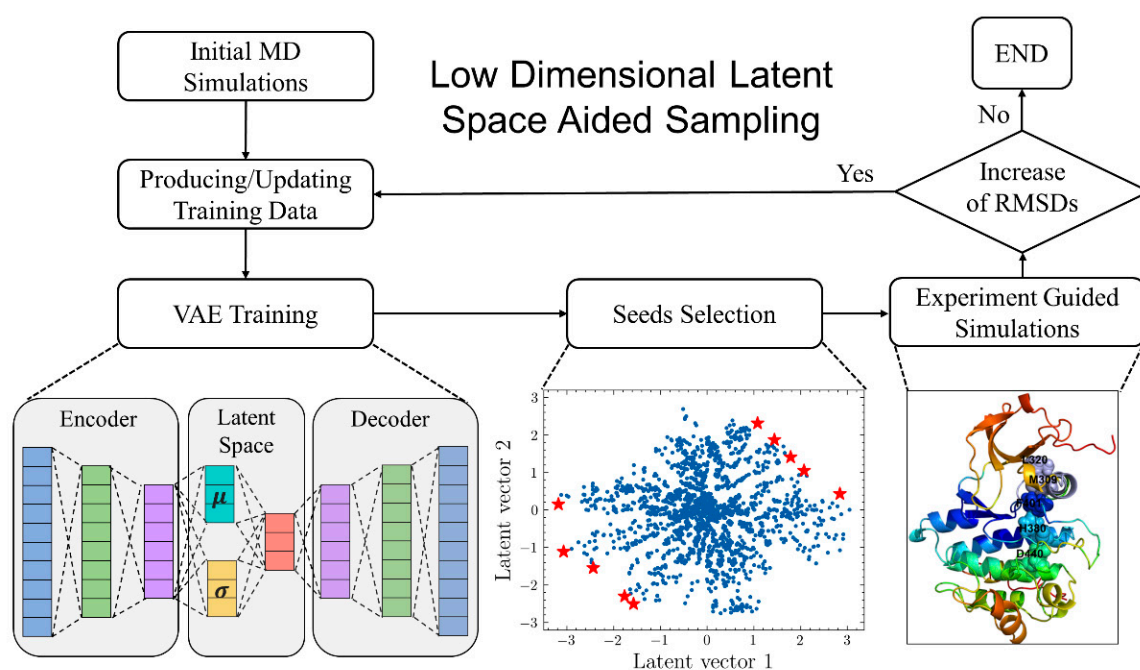 Initial MD
Simulations
Low Dimensional Latent
Space Aided Sampling
END
No
Yes
Increase
of RMSDs
Producing/Updating
Training Data
VAE Training
Seeds Selection
Experiment Guided
Simulations
Encoder
Latent
Space
Decoder
μ
σ
Latent vector 2
3
2
1
0
-1
-2
-3
-3
-2
-1
0
1
2
3
Latent vector 1
L320
M309
H380
D440